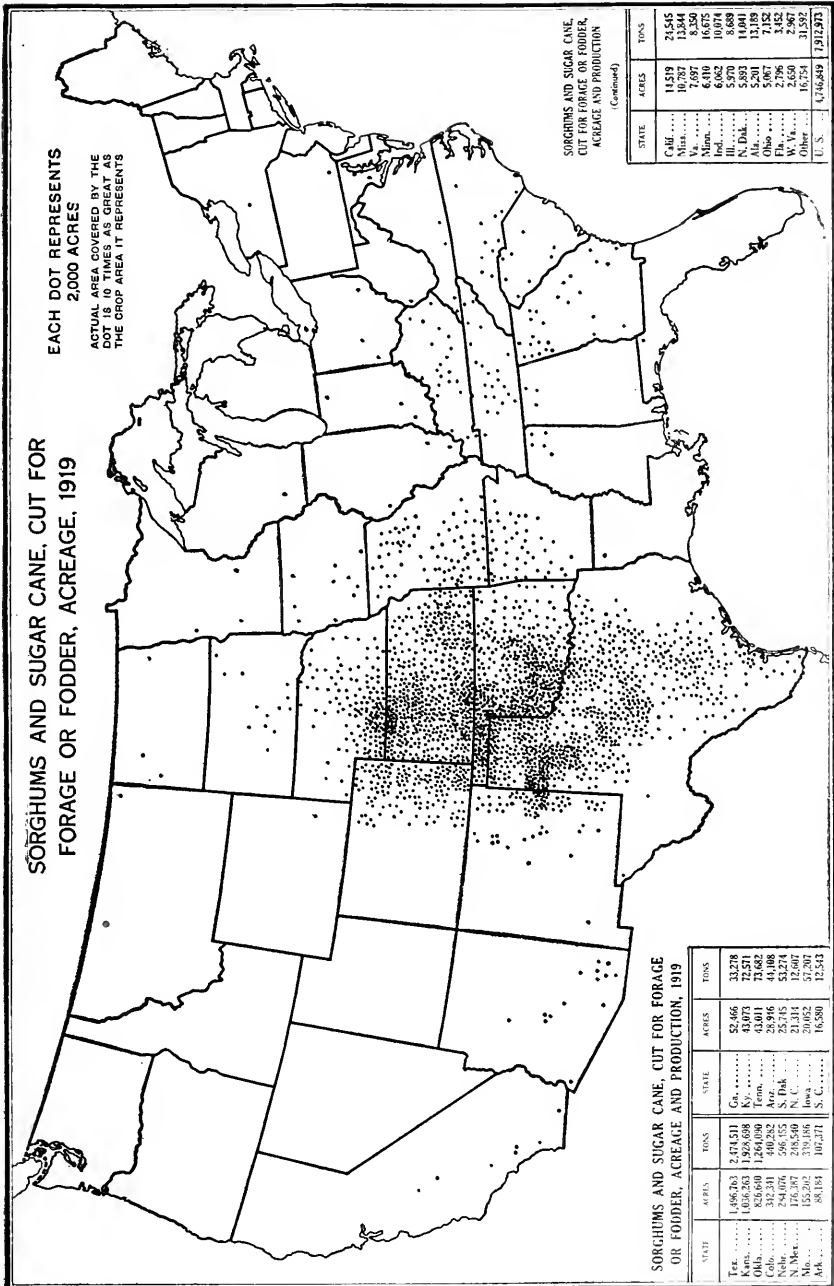 SORGHUMS AND SUGAR CANE, CUT FOR
FORAGE OR FODDER, ACREAGE, 1919
EACH DOT REPRESENTS
2,000 ACRES
ACTUAL AREA COVERED BY THE
DOT IS 10 TIMES AS GREAT AS
THE CROP AREA IT REPRESENTS
SORGHUMS AND SUGAR CANE, CUT FOR FORAGE
OR FODDER, ACREAGE AND PRODUCTION, 1919
STATE ACRES TONS STATE ACRES TONS
Tex. 1,496,763 2,474,511 Ga. 52,466 33,278
Kans. 1,036,263 1,928,698 Ky. 43,073 72,571
Okla. 826,640 1,264,090 Tenn. 43,011 73,682
Colo. 342,341 440,282 Ariz. 28,946 44,108
Nebr. 284,076 596,155 S. Dak. 25,745 53,274
N. Mex. 176,387 248,540 N. C. 21,314 12,607
Mo. 155,202 339,186 Iowa 20,052 57,207
Ark. 88,184 107,371 S. C. 16,580 12,543
SORGHUMS AND SUGAR CANE,
CUT FOR FORAGE OR FODDER,
ACREAGE AND PRODUCTION
(Continued)
STATE ACRES TONS
Calif. 14,519 24,545
Miss. 10,787 13,844
Va. 7,697 8,350
Minn. 6,410 16,675
Ind. 6,062 10,074
Ill. 5,970 8,689
N. Dak. 5,893 14,041
Ala. 5,201 13,189
Ohio 5,067 7,152
Fla. 2,796 3,452
W. Va. 2,650 2,967
Other 16,754 31,592
U. S. 4,746,849 7,912,973